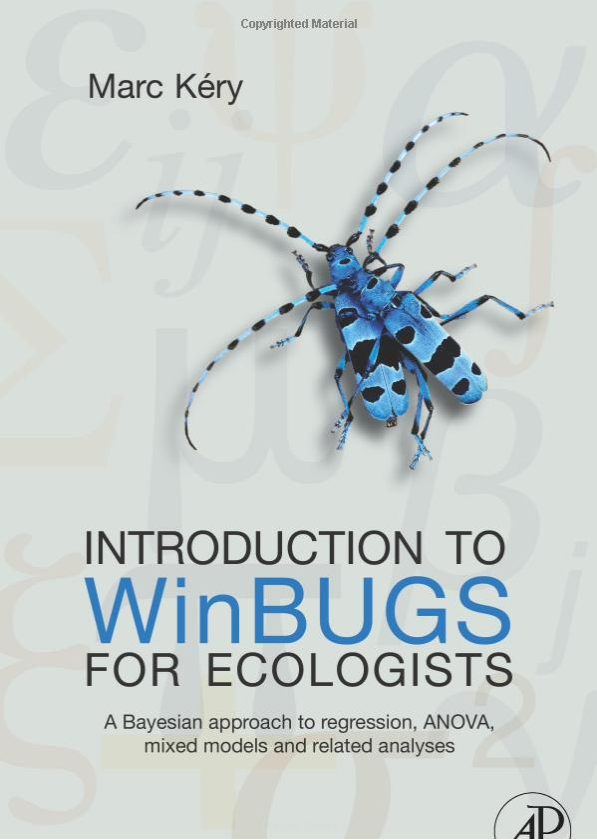 Copyrighted Material
Marc Kéry
INTRODUCTION TO
WinBUGS
FOR ECOLOGISTS
A Bayesian approach to regression, ANOVA,
mixed models and related analyses
AP